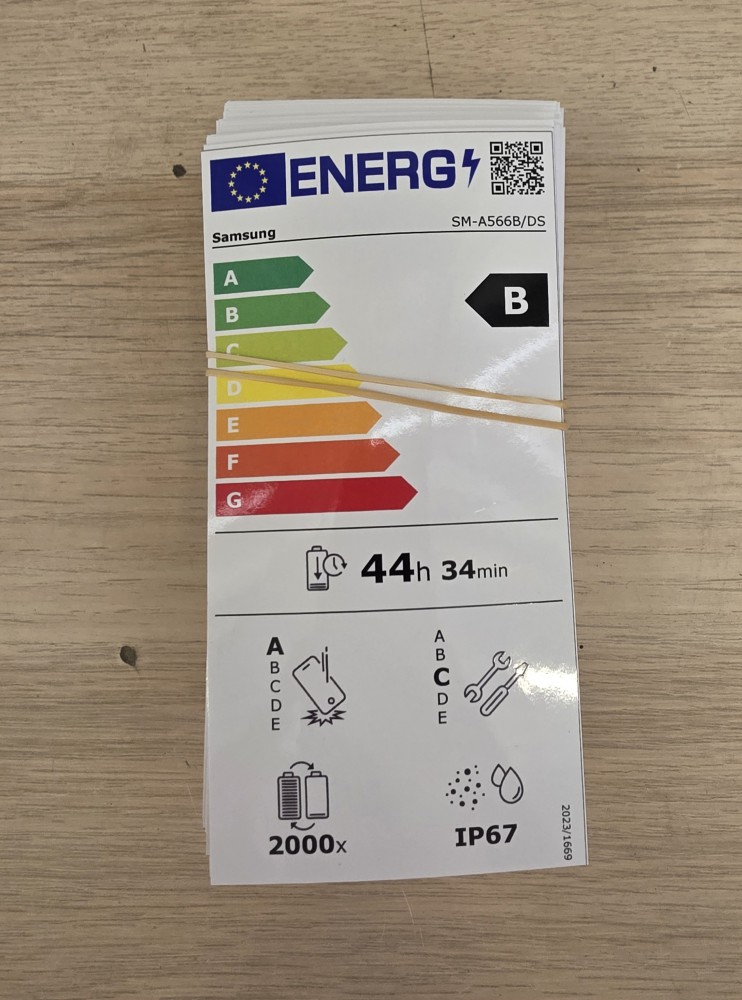 ENERG
SM-A566B/DS
Samsung
A
B
B
C
D
E
F
G
44h 34min
A
B
C
D
E
A
B
C
D
E
2000x
IP67
2023/1669